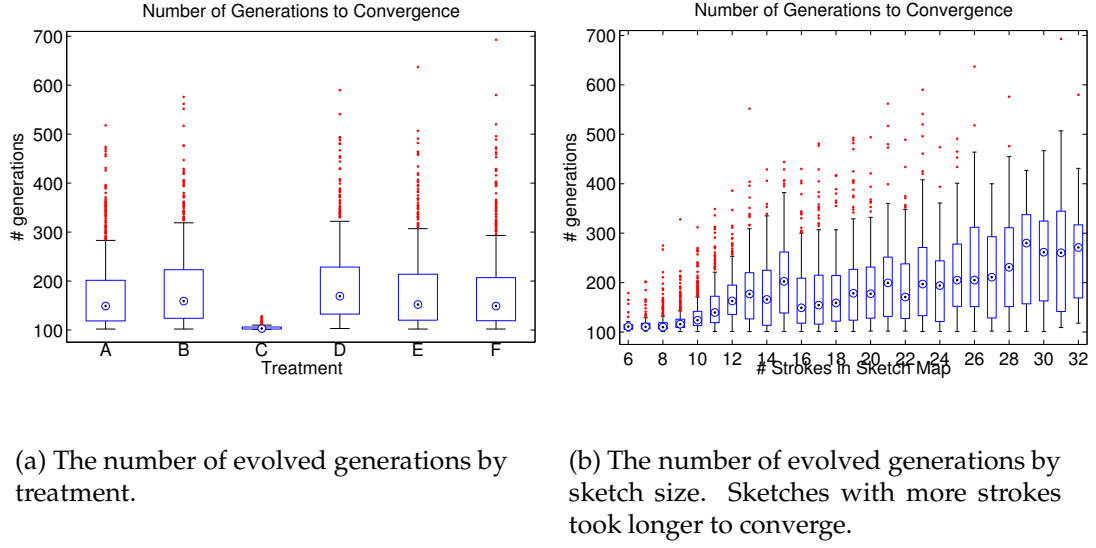 Number of Generations to Convergence
700
600
500
400
300
200
100
# generations
A B C D E F
Treatment
Number of Generations to Convergence
700
600
500
400
300
200
100
# generations
6 8 10 12 14 16 18 20 22 24 26 28 30 32
# Strokes in Sketch Map
(a) The number of evolved generations by
treatment.
(b) The number of evolved generations by
sketch size. Sketches with more strokes
took longer to converge.